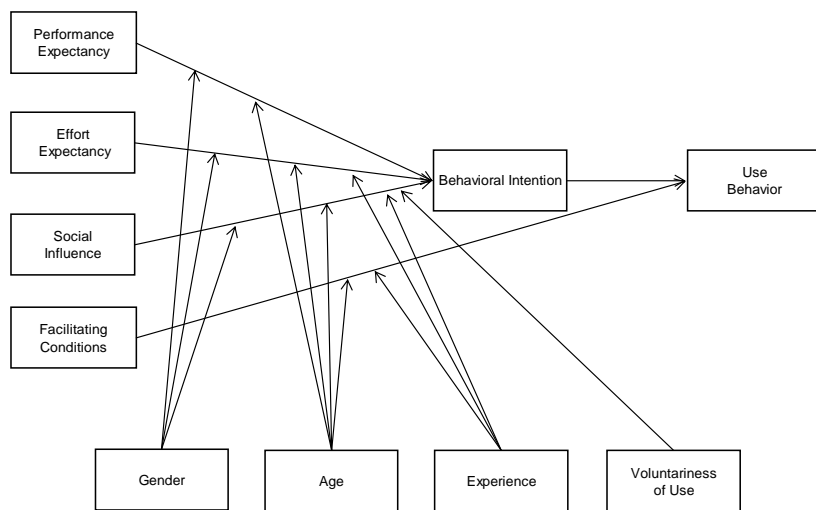 Performance
Expectancy
Effort
Expectancy
Behavioral Intention
Use
Behavior
Social
Influence
Facilitating
Conditions
Gender
Age
Experience
Voluntariness
of Use